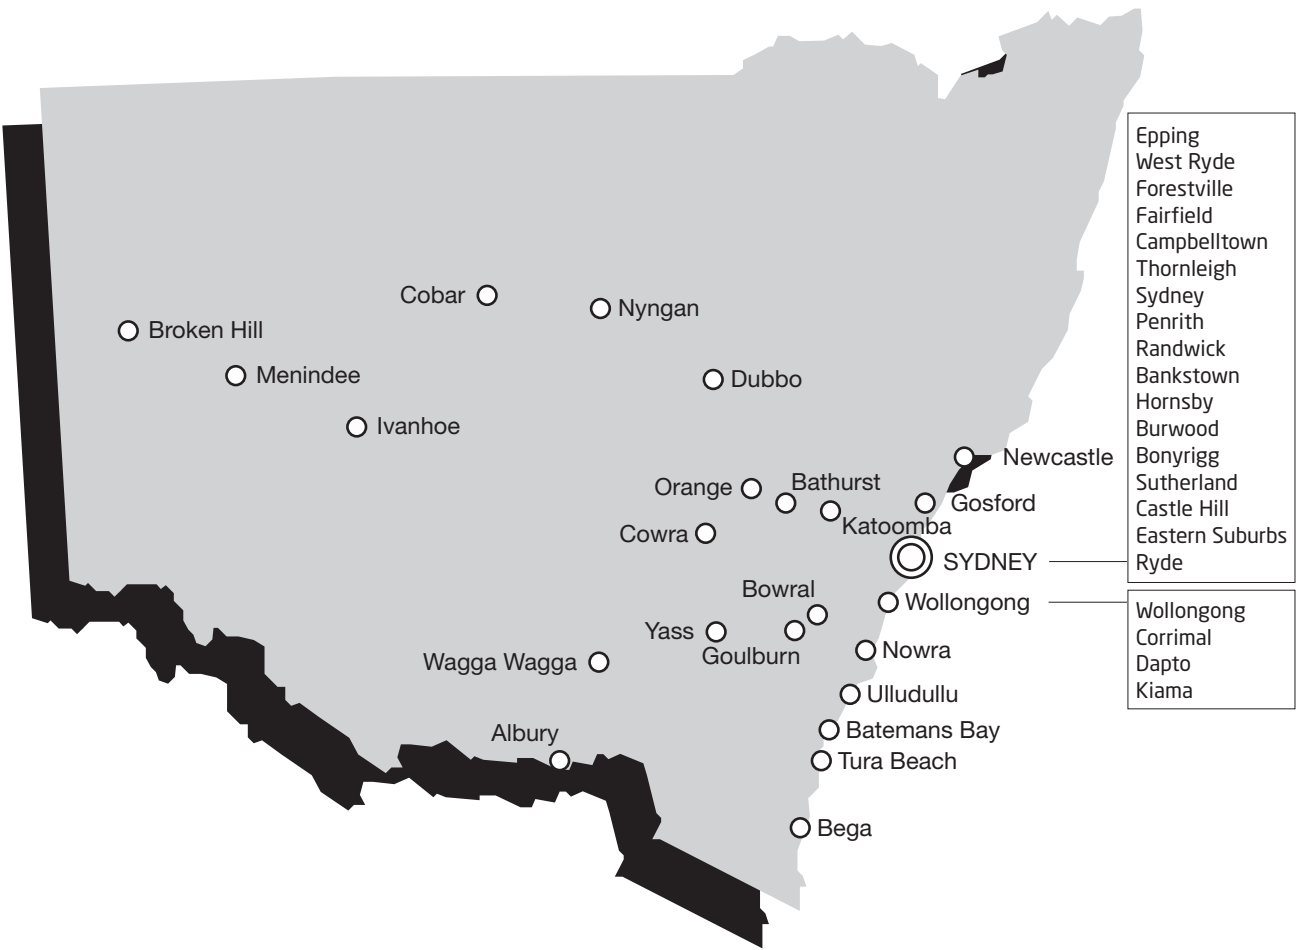 Epping
West Ryde
Forestville
Fairfield
Campbelltown
Thornleigh
Sydney
Penrith
Randwick
Bankstown
Hornsby
Burwood
Bonyrigg
Sutherland
Castle Hill
Eastern Suburbs
Ryde
Wollongong
Corrimal
Dapto
Kiama
Cobar
Nyngan
Broken Hill
Menindee
Dubbo
Ivanhoe
Newcastle
Orange
Bathurst
Gosford
Katoomba
Cowra
SYDNEY
Bowral
Wollongong
Yass
Goulburn
Nowra
Wagga Wagga
Ulludullu
Albury
Batemans Bay
Tura Beach
Bega